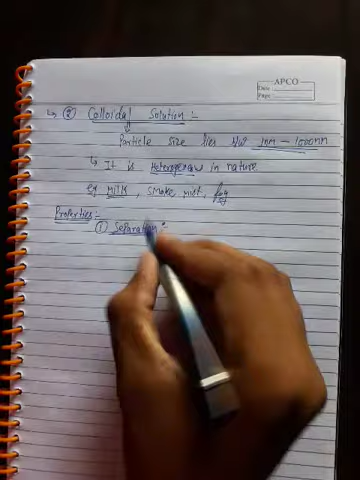 APCO
Date
Page
↳ ② Colloidal Solution :-
Particle size lies b/w 1nm - 1000nm
↳ It is Heterogeneous in nature
Eg Milk, smoke mist, fog
Properties:-
① Separation :-